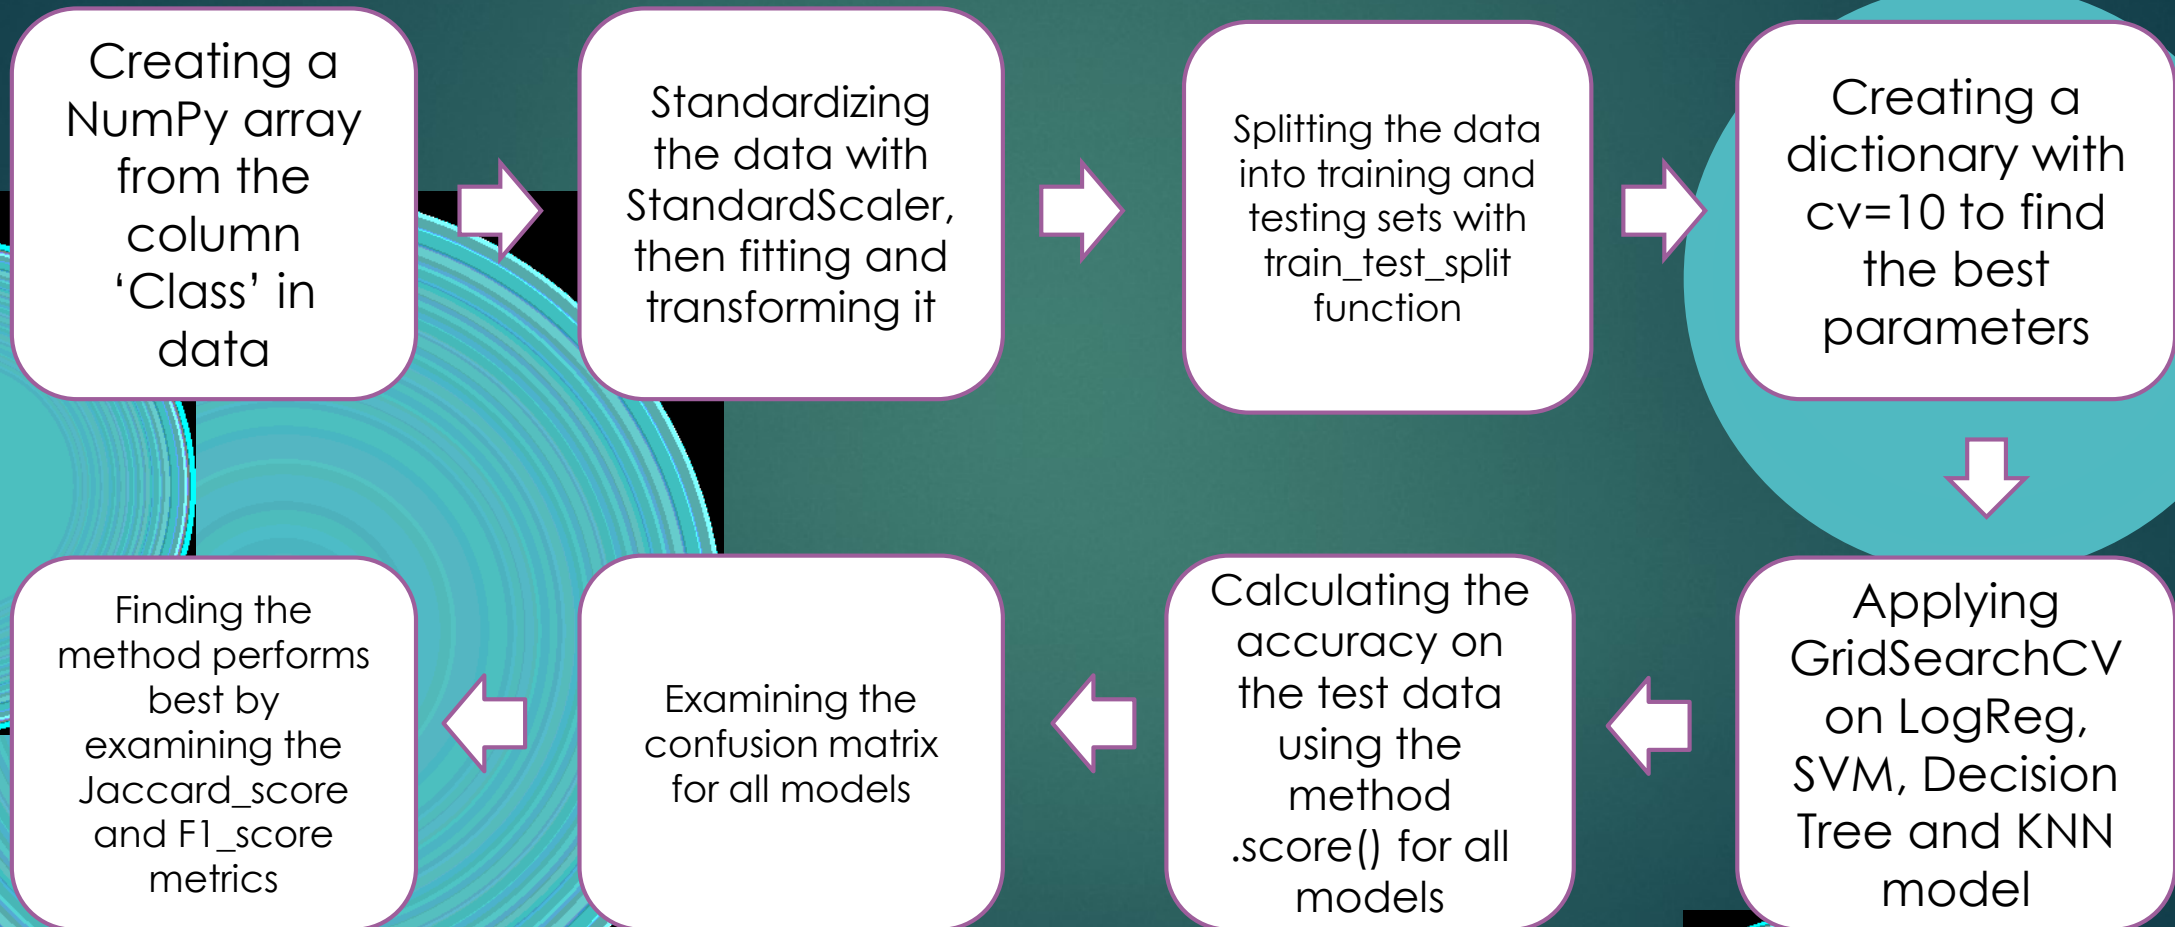 Creating a
NumPy array
from the
column
‘Class’ in
data
Standardizing
the data with
StandardScaler,
then fitting and
transforming it
Splitting the data
into training and
testing sets with
train_test_split
function
Creating a
dictionary with
cv=10 to find
the best
parameters
Applying
GridSearchCV
on LogReg,
SVM, Decision
Tree and KNN
model
Calculating the
accuracy on
the test data
using the
method
.score() for all
models
Examining the
confusion matrix
for all models
Finding the
method performs
best by
examining the
Jaccard_score
and F1_score
metrics